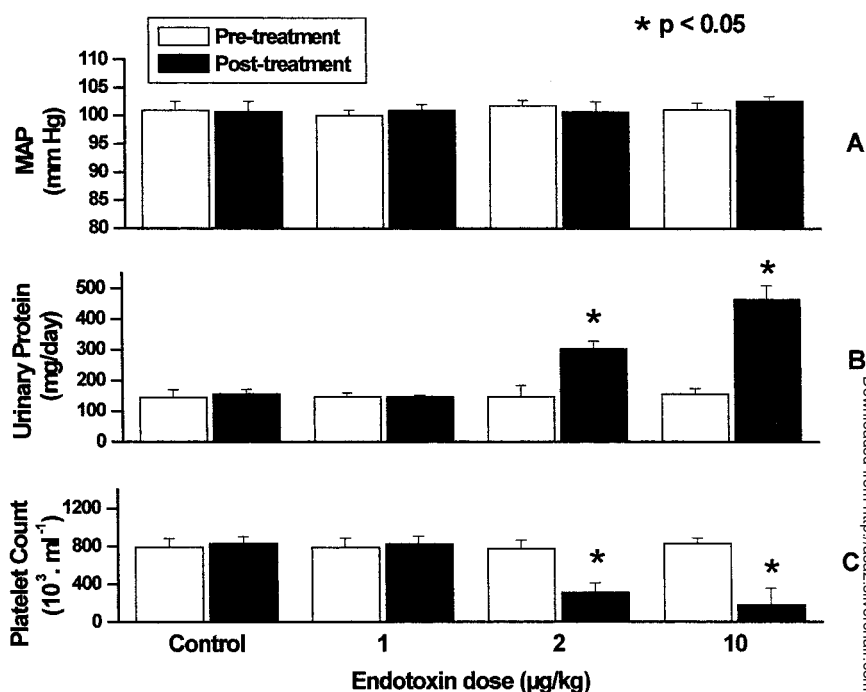 Pre-treatment
Post-treatment
* p < 0.05
MAP
(mm Hg)
110
105
100
95
90
85
80
A
Urinary Protein
(mg/day)
500
400
300
200
100
0
*
*
B
Platelet Count
(10³ . ml⁻¹)
1200
800
400
0
*
*
C
Control
1
2
10
Endotoxin dose (µg/kg)
Downloaded from